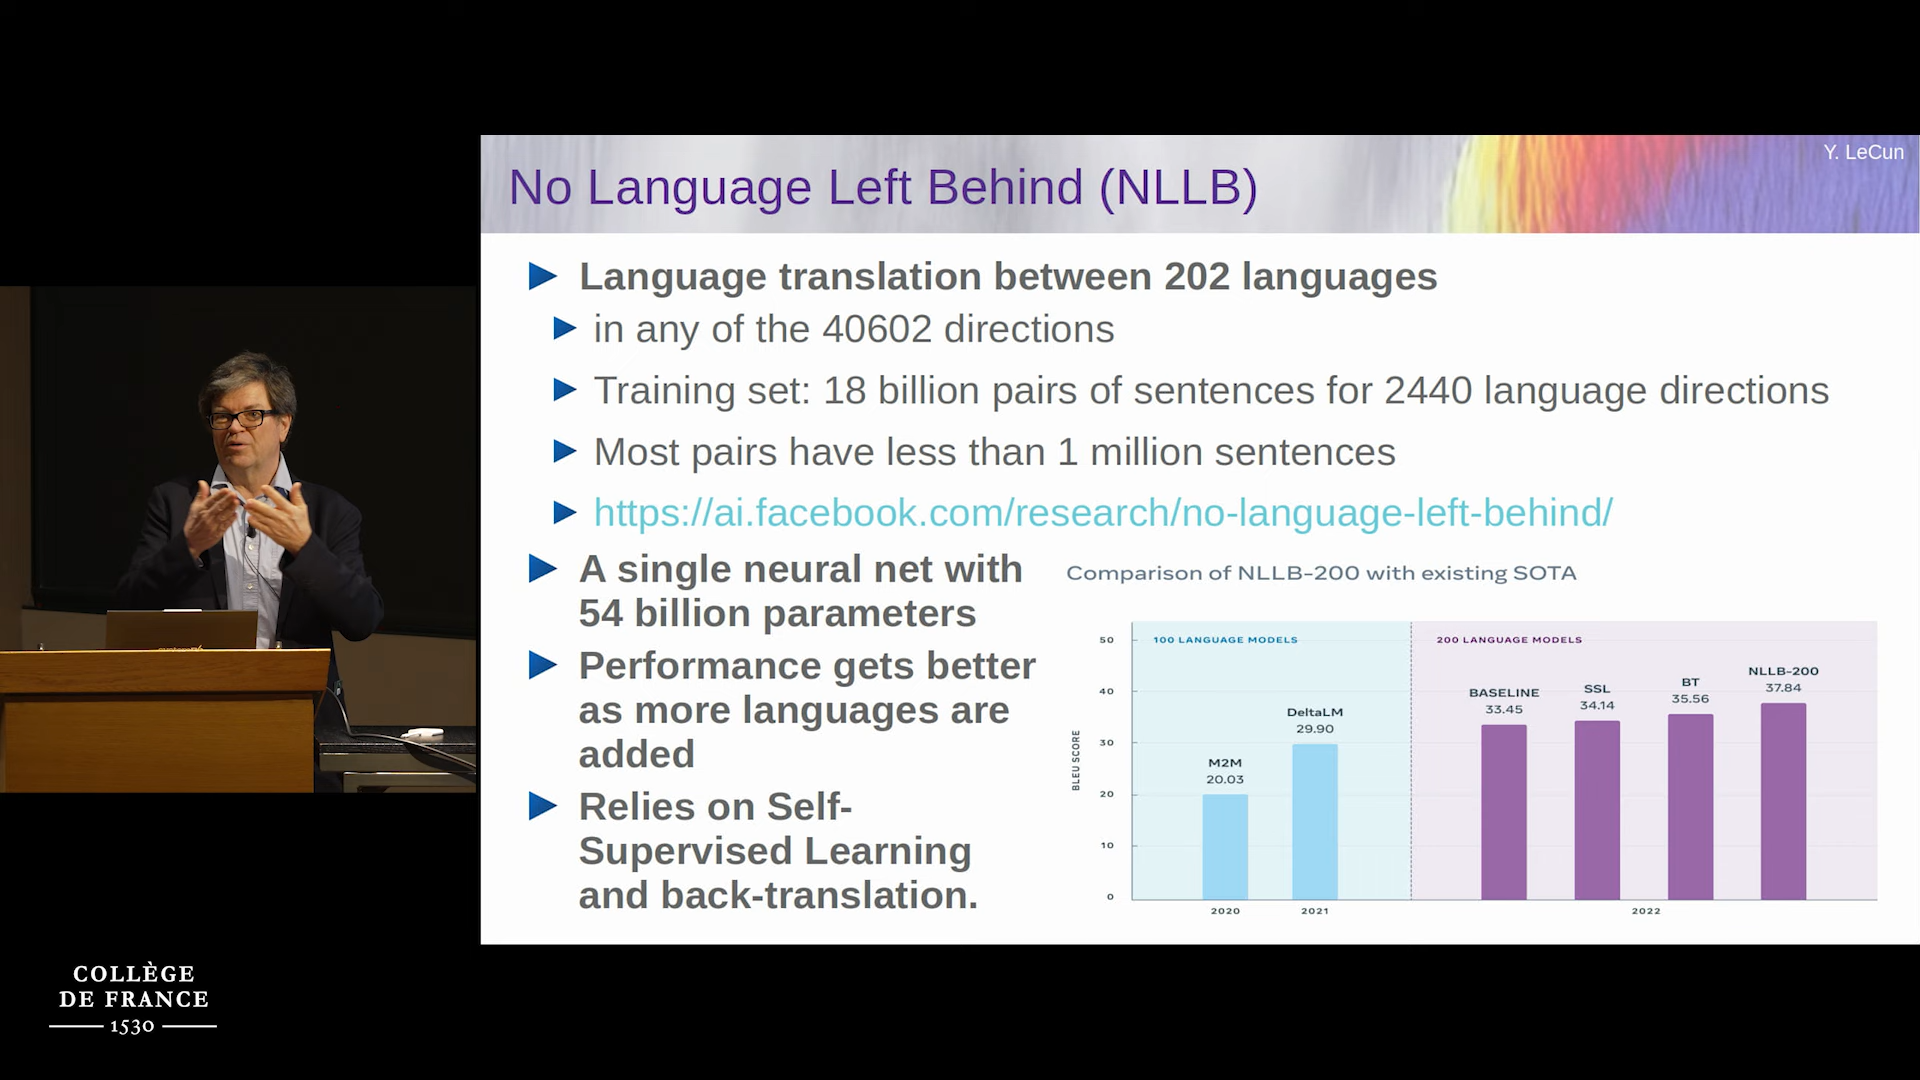 Y. LeCun
No Language Left Behind (NLLB)
Language translation between 202 languages
in any of the 40602 directions
Training set: 18 billion pairs of sentences for 2440 language directions
Most pairs have less than 1 million sentences
https://ai.facebook.com/research/no-language-left-behind/
A single neural net with
54 billion parameters
Performance gets better
as more languages are
added
Relies on Self-
Supervised Learning
and back-translation.
Comparison of NLLB-200 with existing SOTA
100 LANGUAGE MODELS
200 LANGUAGE MODELS
BLEU SCORE
50
40
30
20
10
0
M2M
20.03
DeltaLM
29.90
BASELINE
33.45
SSL
34.14
BT
35.56
NLLB-200
37.84
2020
2021
2022
COLLÈGE
DE FRANCE
1530